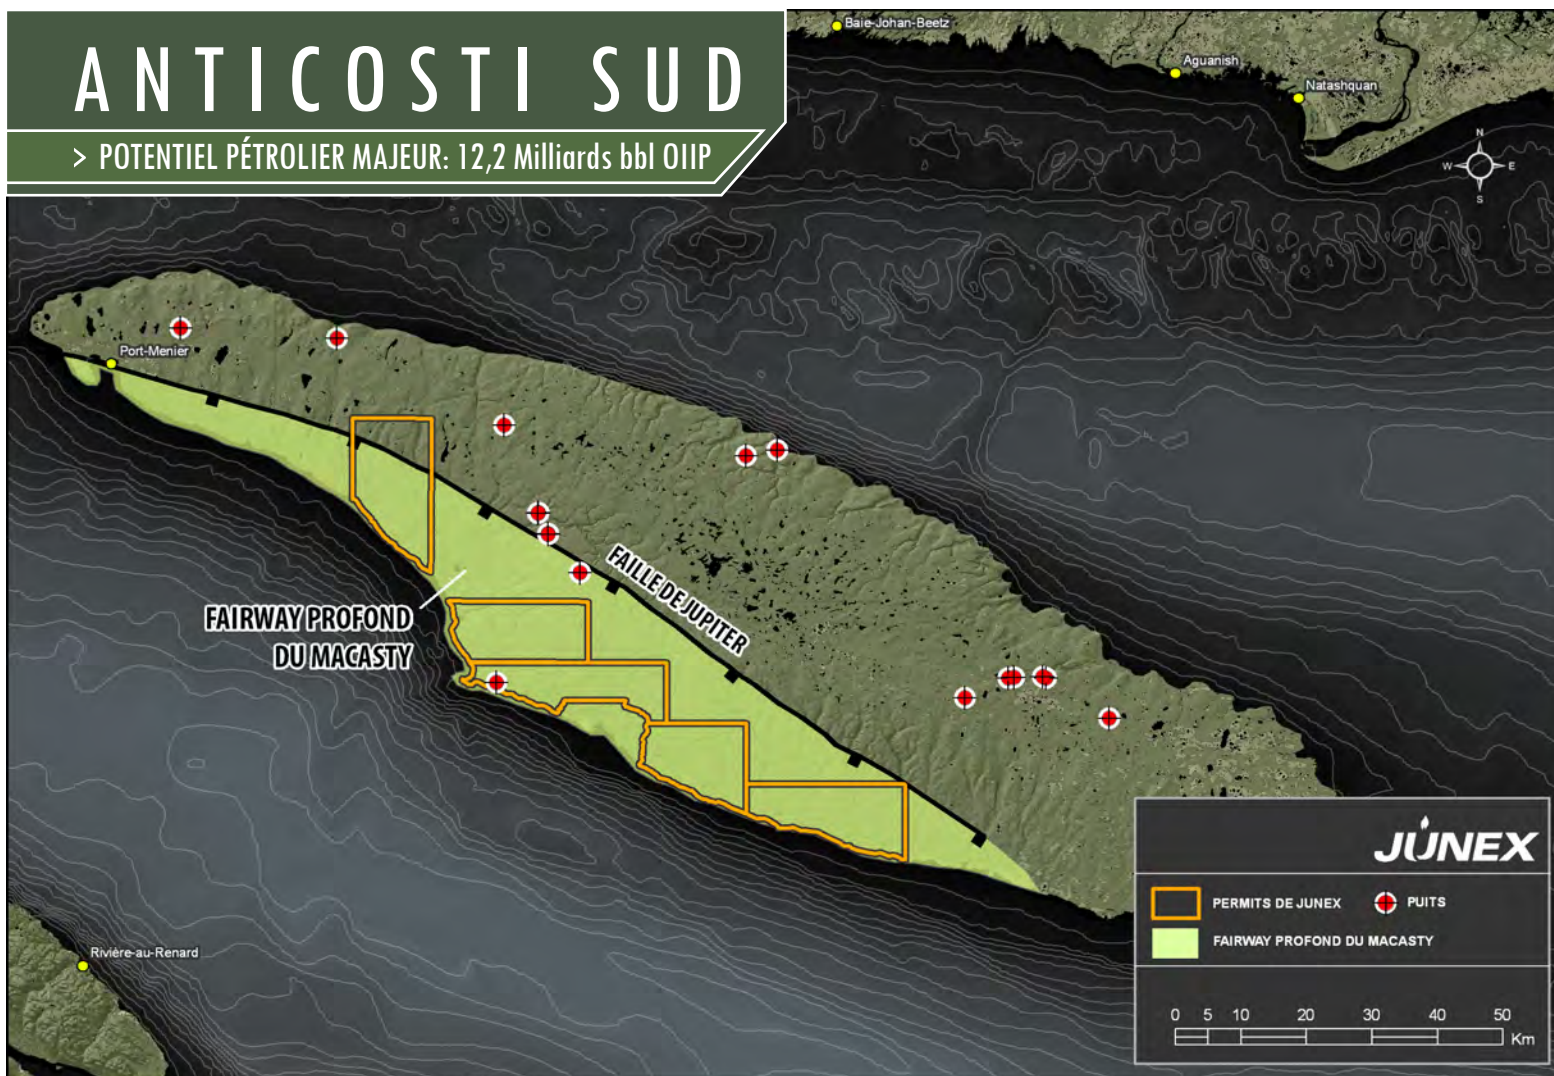 ANTICOSTI SUD
> POTENTIEL PÉTROLIER MAJEUR: 12,2 Milliards bbl OIIP
Baie-Johan-Beetz
Aguanish
Natashquan
N
W E
S
Port-Menier
FAILLE DE JUPITER
FAIRWAY PROFOND
DU MACASTY
Rivière-au-Renard
JUNEX
PERMITS DE JUNEX
PUITS
FAIRWAY PROFOND DU MACASTY
0 5 10 20 30 40 50
Km